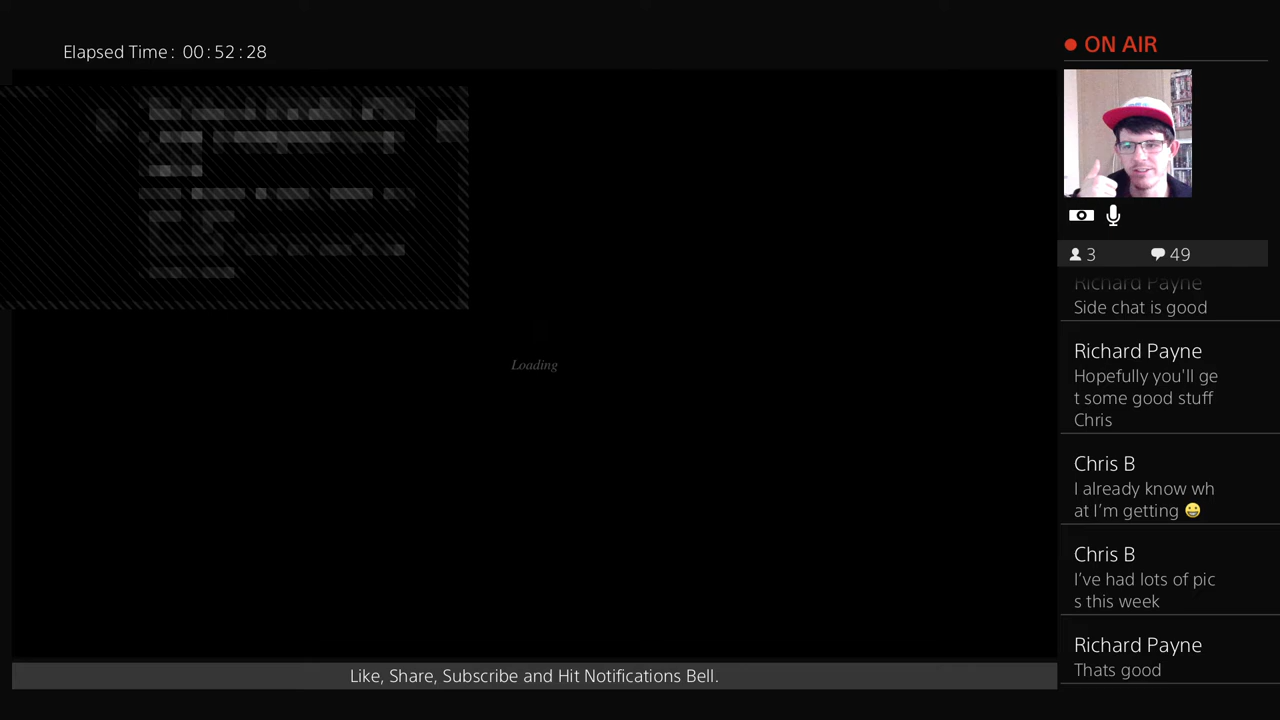 Elapsed Time: 00:52:28
ON AIR
3 49
Richard Payne
Side chat is good
Richard Payne
Hopefully you'll ge
t some good stuff
Chris
Chris B
I already know wh
at I'm getting 😀
Chris B
I've had lots of pic
s this week
Richard Payne
Thats good
Loading
Like, Share, Subscribe and Hit Notifications Bell.